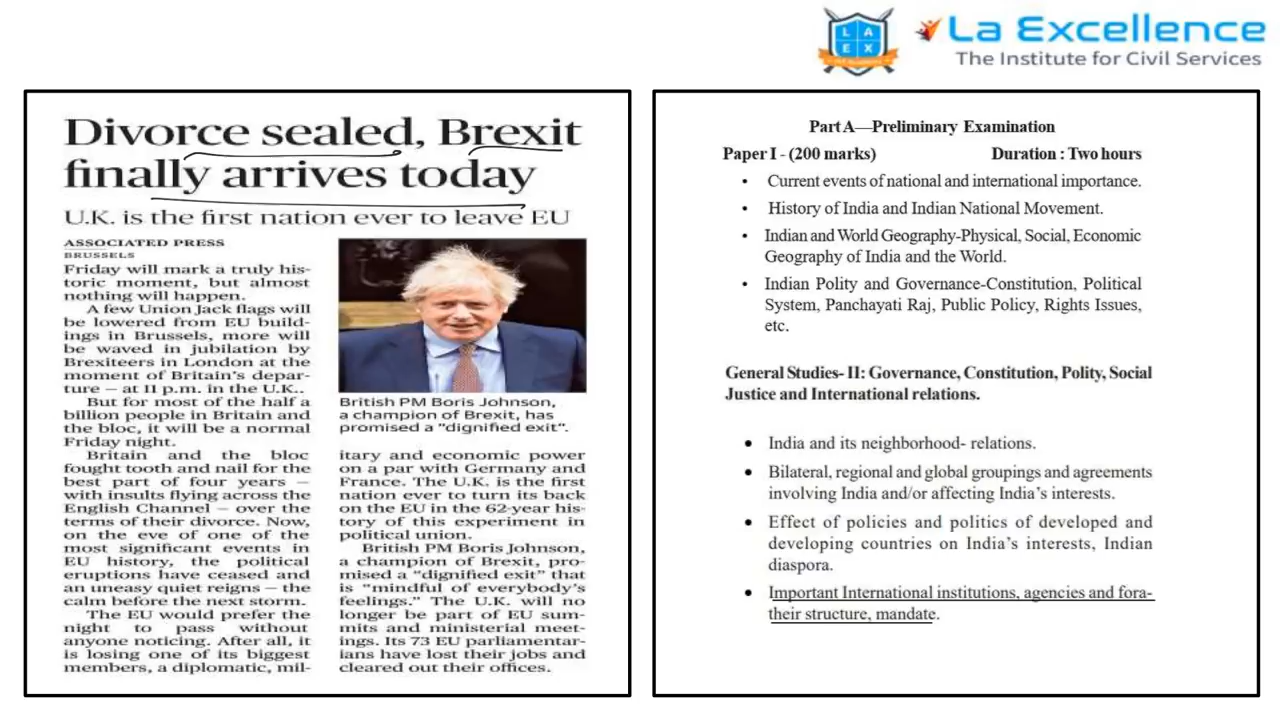 L A
E X
La Excellence
The Institute for Civil Services
Divorce sealed, Brexit
finally arrives today
U.K. is the first nation ever to leave EU
ASSOCIATED PRESS
BRUSSELS
Friday will mark a truly his-
toric moment, but almost
nothing will happen.
A few Union Jack flags will
be lowered from EU build-
ings in Brussels, more will
be waved in jubilation by
Brexiteers in London at the
moment of Britain's depar-
ture – at 11 p.m. in the U.K..
But for most of the half a
billion people in Britain and
the bloc, it will be a normal
Friday night.
Britain and the bloc
fought tooth and nail for the
best part of four years –
with insults flying across the
English Channel – over the
terms of their divorce. Now,
on the eve of one of the
most significant events in
EU history, the political
eruptions have ceased and
an uneasy quiet reigns – the
calm before the next storm.
The EU would prefer the
night to pass without
anyone noticing. After all, it
is losing one of its biggest
members, a diplomatic, mil-
British PM Boris Johnson,
a champion of Brexit, has
promised a "dignified exit".
itary and economic power
on a par with Germany and
France. The U.K. is the first
nation ever to turn its back
on the EU in the 62-year his-
tory of this experiment in
political union.
British PM Boris Johnson,
a champion of Brexit, pro-
mised a "dignified exit" that
is "mindful of everybody's
feelings." The U.K. will no
longer be part of EU sum-
mits and ministerial meet-
ings. Its 73 EU parliamentar-
ians have lost their jobs and
cleared out their offices.
Part A—Preliminary Examination
Paper I - (200 marks) Duration : Two hours
• Current events of national and international importance.
• History of India and Indian National Movement.
• Indian and World Geography-Physical, Social, Economic
Geography of India and the World.
• Indian Polity and Governance-Constitution, Political
System, Panchayati Raj, Public Policy, Rights Issues,
etc.
General Studies- II: Governance, Constitution, Polity, Social
Justice and International relations.
• India and its neighborhood- relations.
• Bilateral, regional and global groupings and agreements
involving India and/or affecting India's interests.
• Effect of policies and politics of developed and
developing countries on India's interests, Indian
diaspora.
• Important International institutions, agencies and fora-
their structure, mandate.